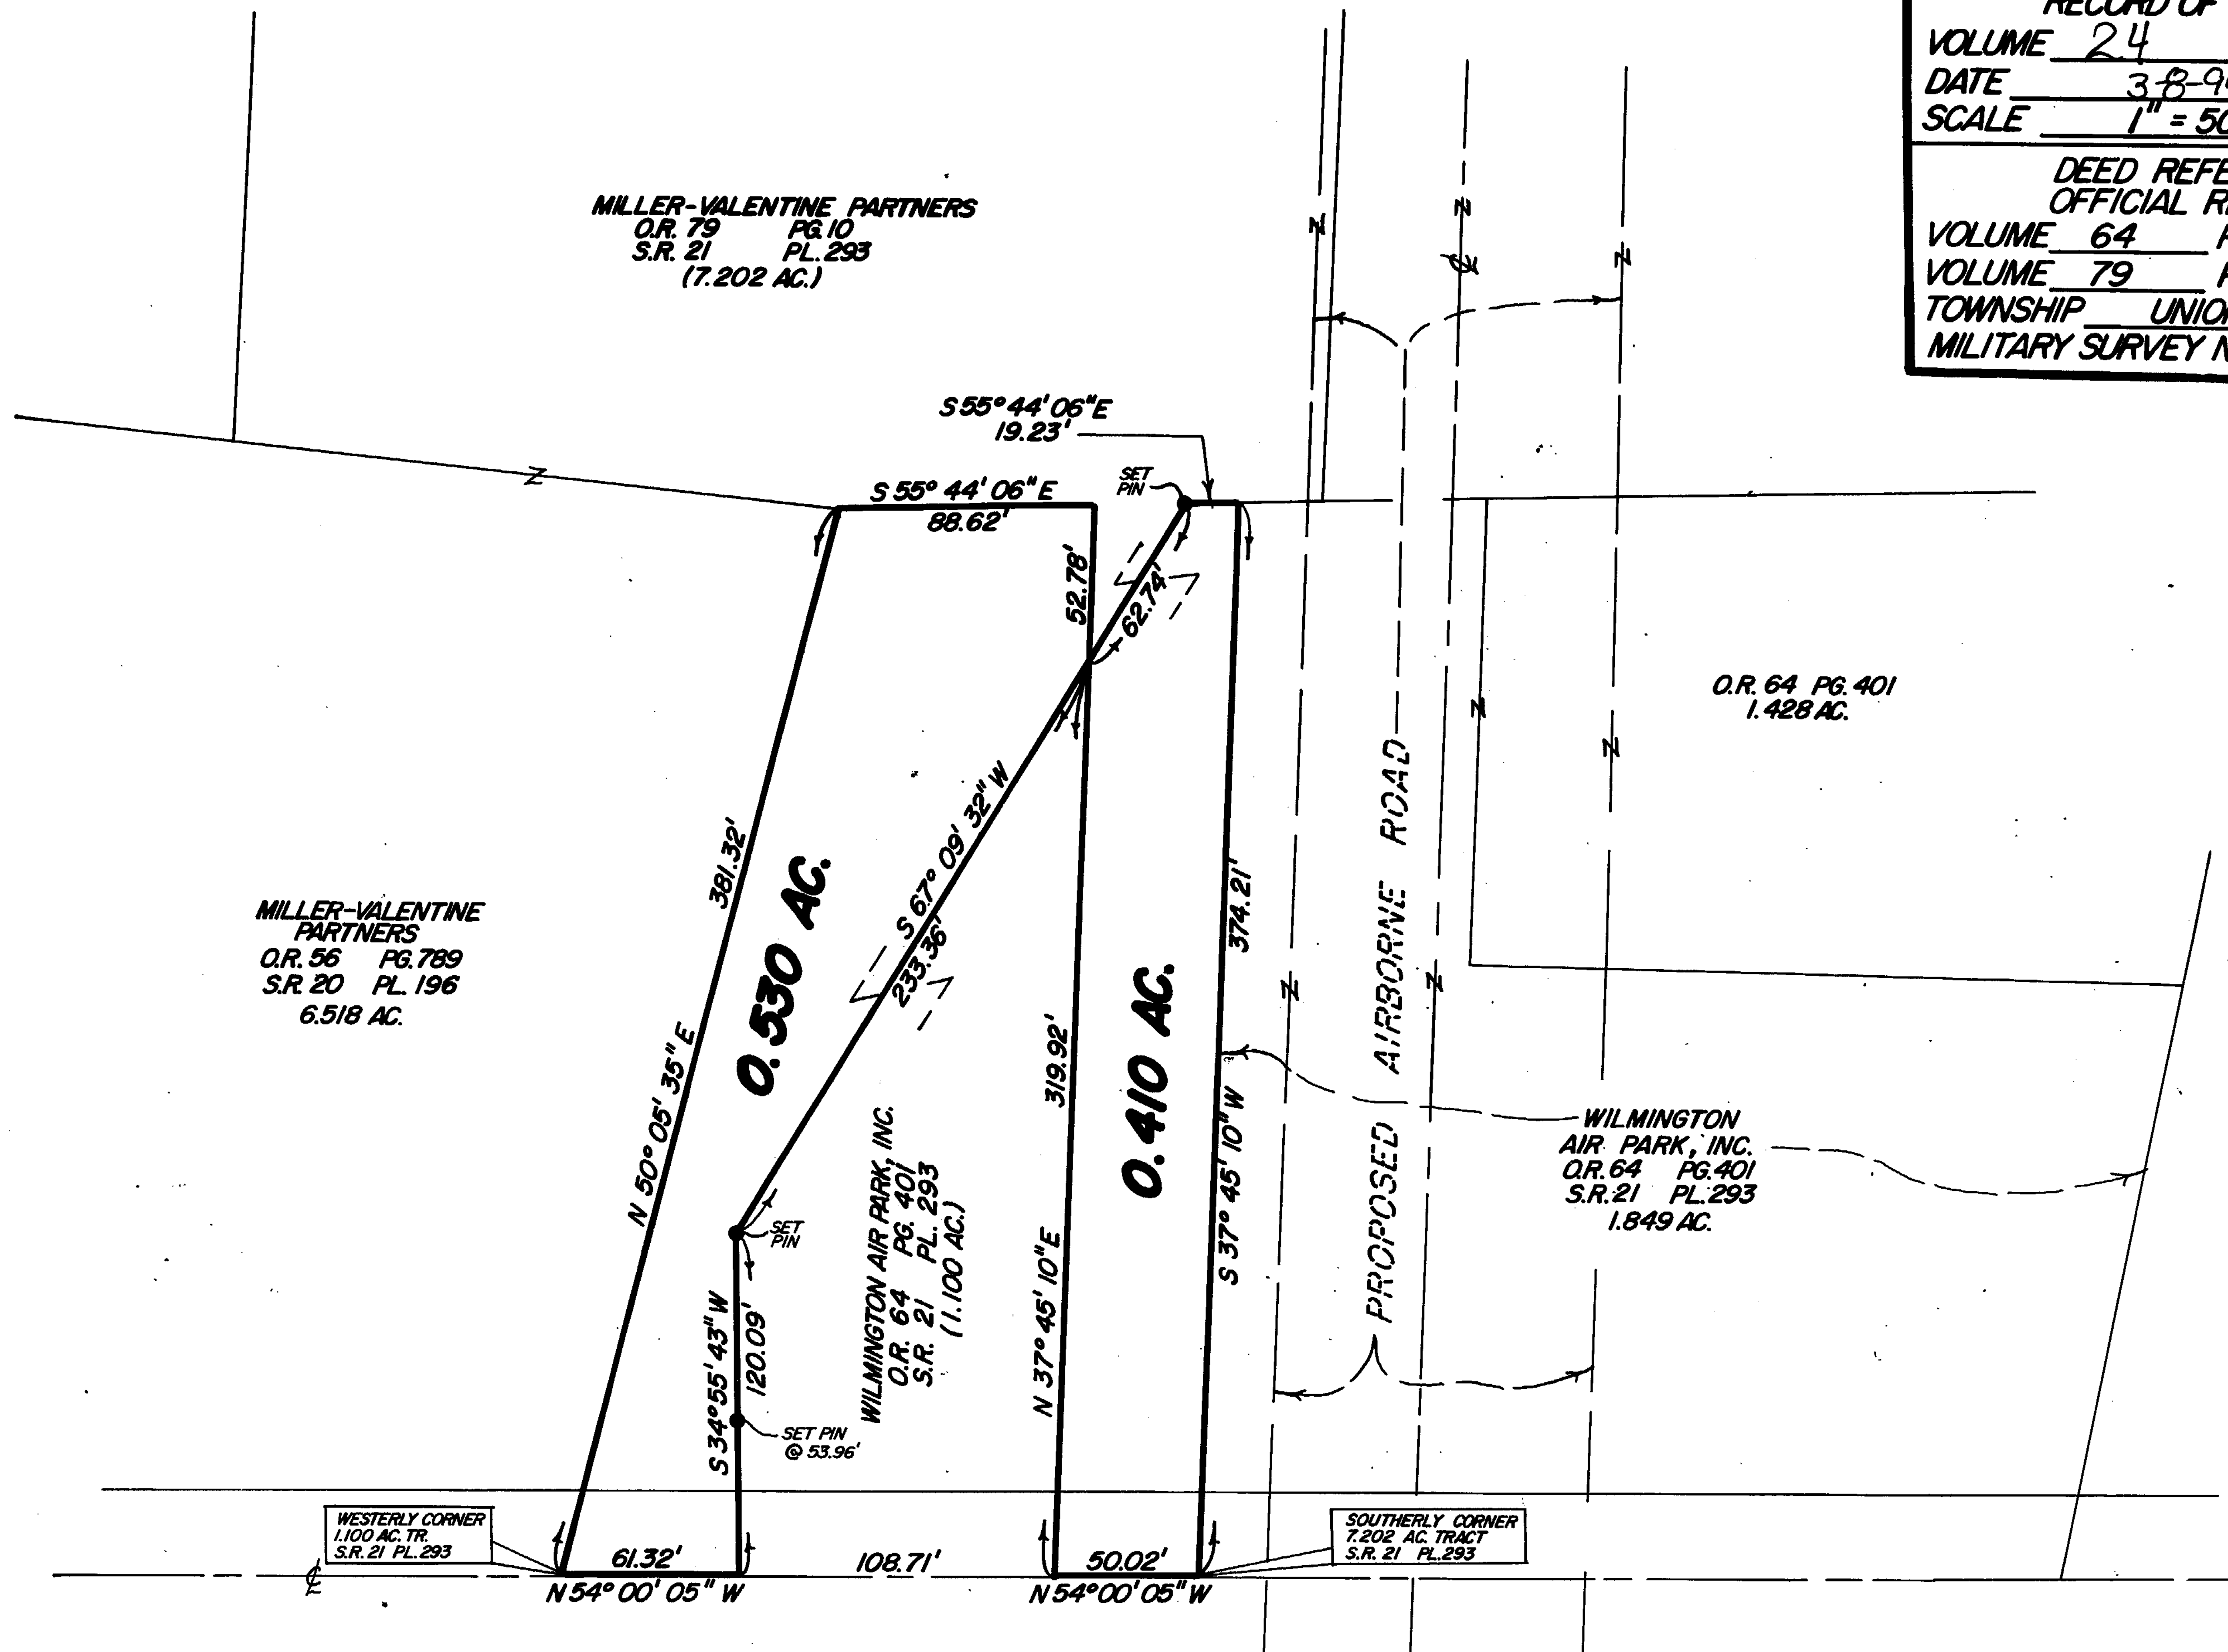 RECORD OF
VOLUME 24
DATE 3-8-9
SCALE 1" = 50
DEED REFE
OFFICIAL R
VOLUME 64 P
VOLUME 79 P
TOWNSHIP UNION
MILITARY SURVEY N
MILLER-VALENTINE PARTNERS
O.R. 79 PG. 10
S.R. 21 PL. 293
(7.202 AC.)
S 55° 44' 06" E
19.23'
SET
PIN
S 55° 44' 06" E
88.62'
52.78'
62.74'
O.R. 64 PG. 401
1.428 AC.
381.32'
N 50° 05' 35" E
0.530 AC.
S 67° 09' 32" W
233.36'
319.92'
N 37° 45' 10" E
0.410 AC.
374.21'
S 37° 45' 10" W
PROPOSED AIRBORNE ROAD
MILLER-VALENTINE
PARTNERS
O.R. 56 PG. 789
S.R. 20 PL. 196
6.518 AC.
WILMINGTON AIR PARK, INC.
O.R. 64 PG. 401
S.R. 21 PL. 293
(1.100 AC.)
WILMINGTON
AIR PARK, INC.
O.R. 64 PG. 401
S.R. 21 PL. 293
1.849 AC.
SET
PIN
S 34° 55' 43" W
120.09'
SET PIN
@ 53.96'
WESTERLY CORNER
1.100 AC. TR.
S.R. 21 PL. 293
SOUTHERLY CORNER
7.202 AC. TRACT
S.R. 21 PL. 293
61.32'
108.71'
50.02'
N 54° 00' 05" W
N 54° 00' 05" W